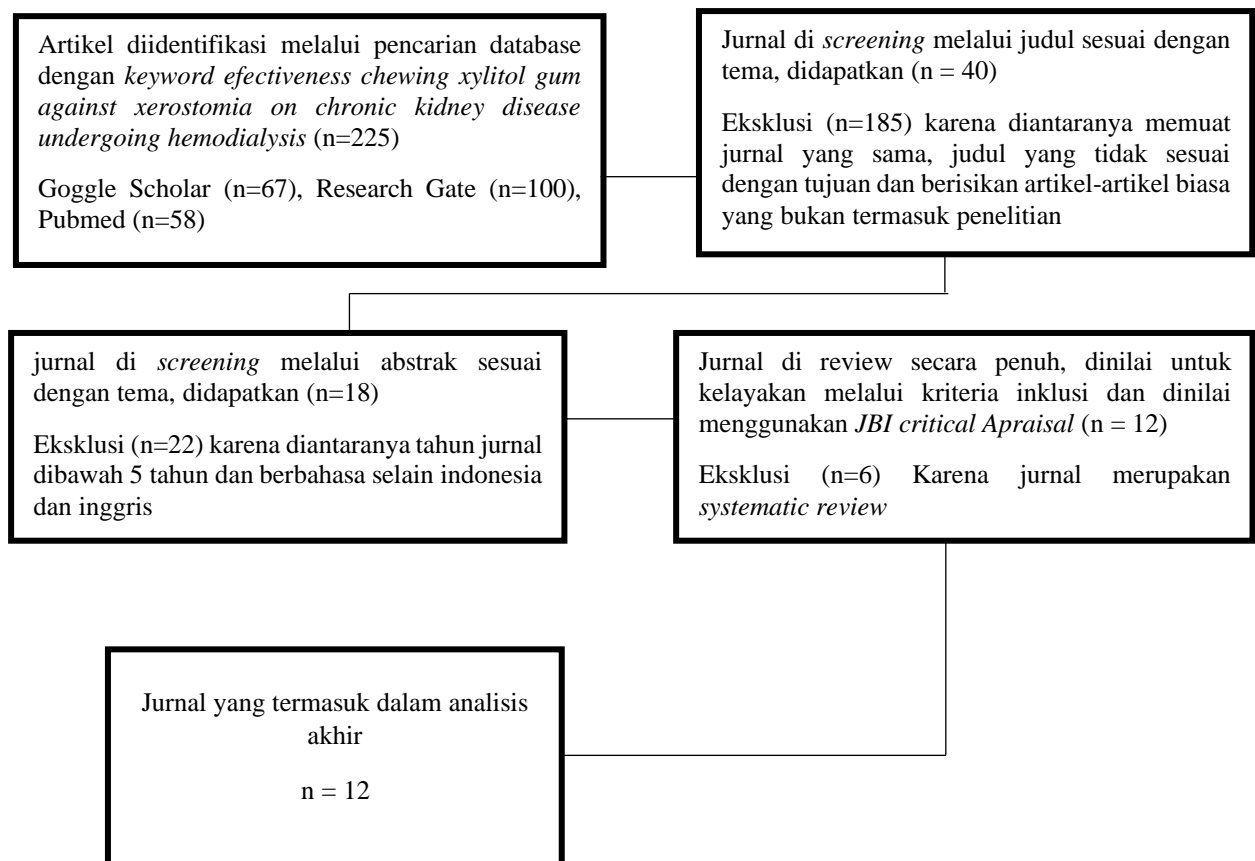 Artikel diidentifikasi melalui pencarian database
dengan keyword efectiveness chewing xylitol gum
against xerostomia on chronic kidney disease
undergoing hemodialysis (n=225)
Goggle Scholar (n=67), Research Gate (n=100),
Pubmed (n=58)
Jurnal di screening melalui judul sesuai dengan
tema, didapatkan (n = 40)
Eksklusi (n=185) karena diantaranya memuat
jurnal yang sama, judul yang tidak sesuai
dengan tujuan dan berisikan artikel-artikel biasa
yang bukan termasuk penelitian
jurnal di screening melalui abstrak sesuai
dengan tema, didapatkan (n=18)
Eksklusi (n=22) karena diantaranya tahun jurnal
dibawah 5 tahun dan berbahasa selain indonesia
dan inggris
Jurnal di review secara penuh, dinilai untuk
kelayakan melalui kriteria inklusi dan dinilai
menggunakan JBI critical Apraisal (n = 12)
Eksklusi (n=6) Karena jurnal merupakan
systematic review
Jurnal yang termasuk dalam analisis
akhir
n = 12